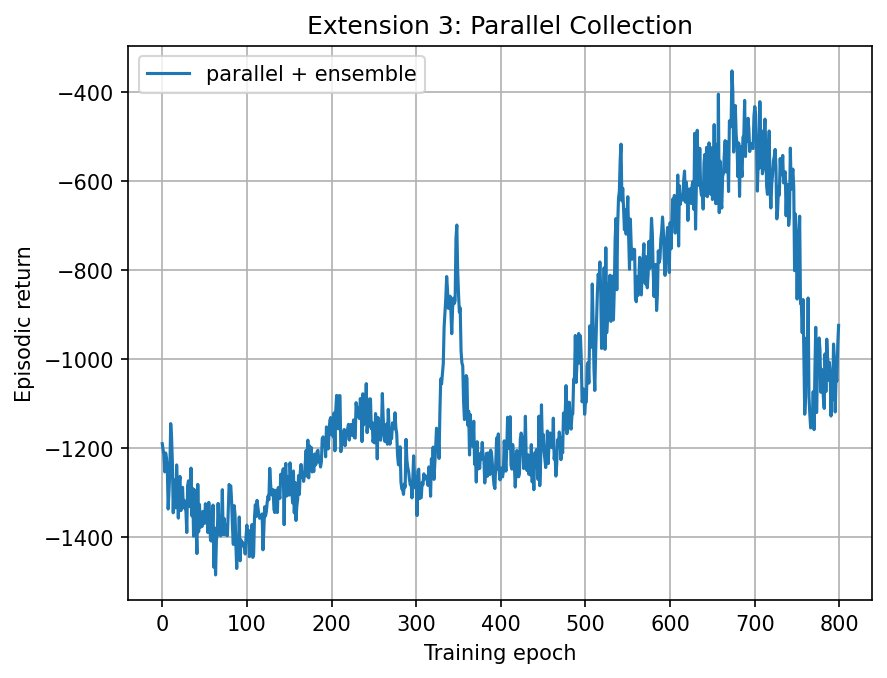 Extension 3: Parallel Collection
parallel + ensemble
Episodic return
−400
−600
−800
−1000
−1200
−1400
0 100 200 300 400 500 600 700 800
Training epoch